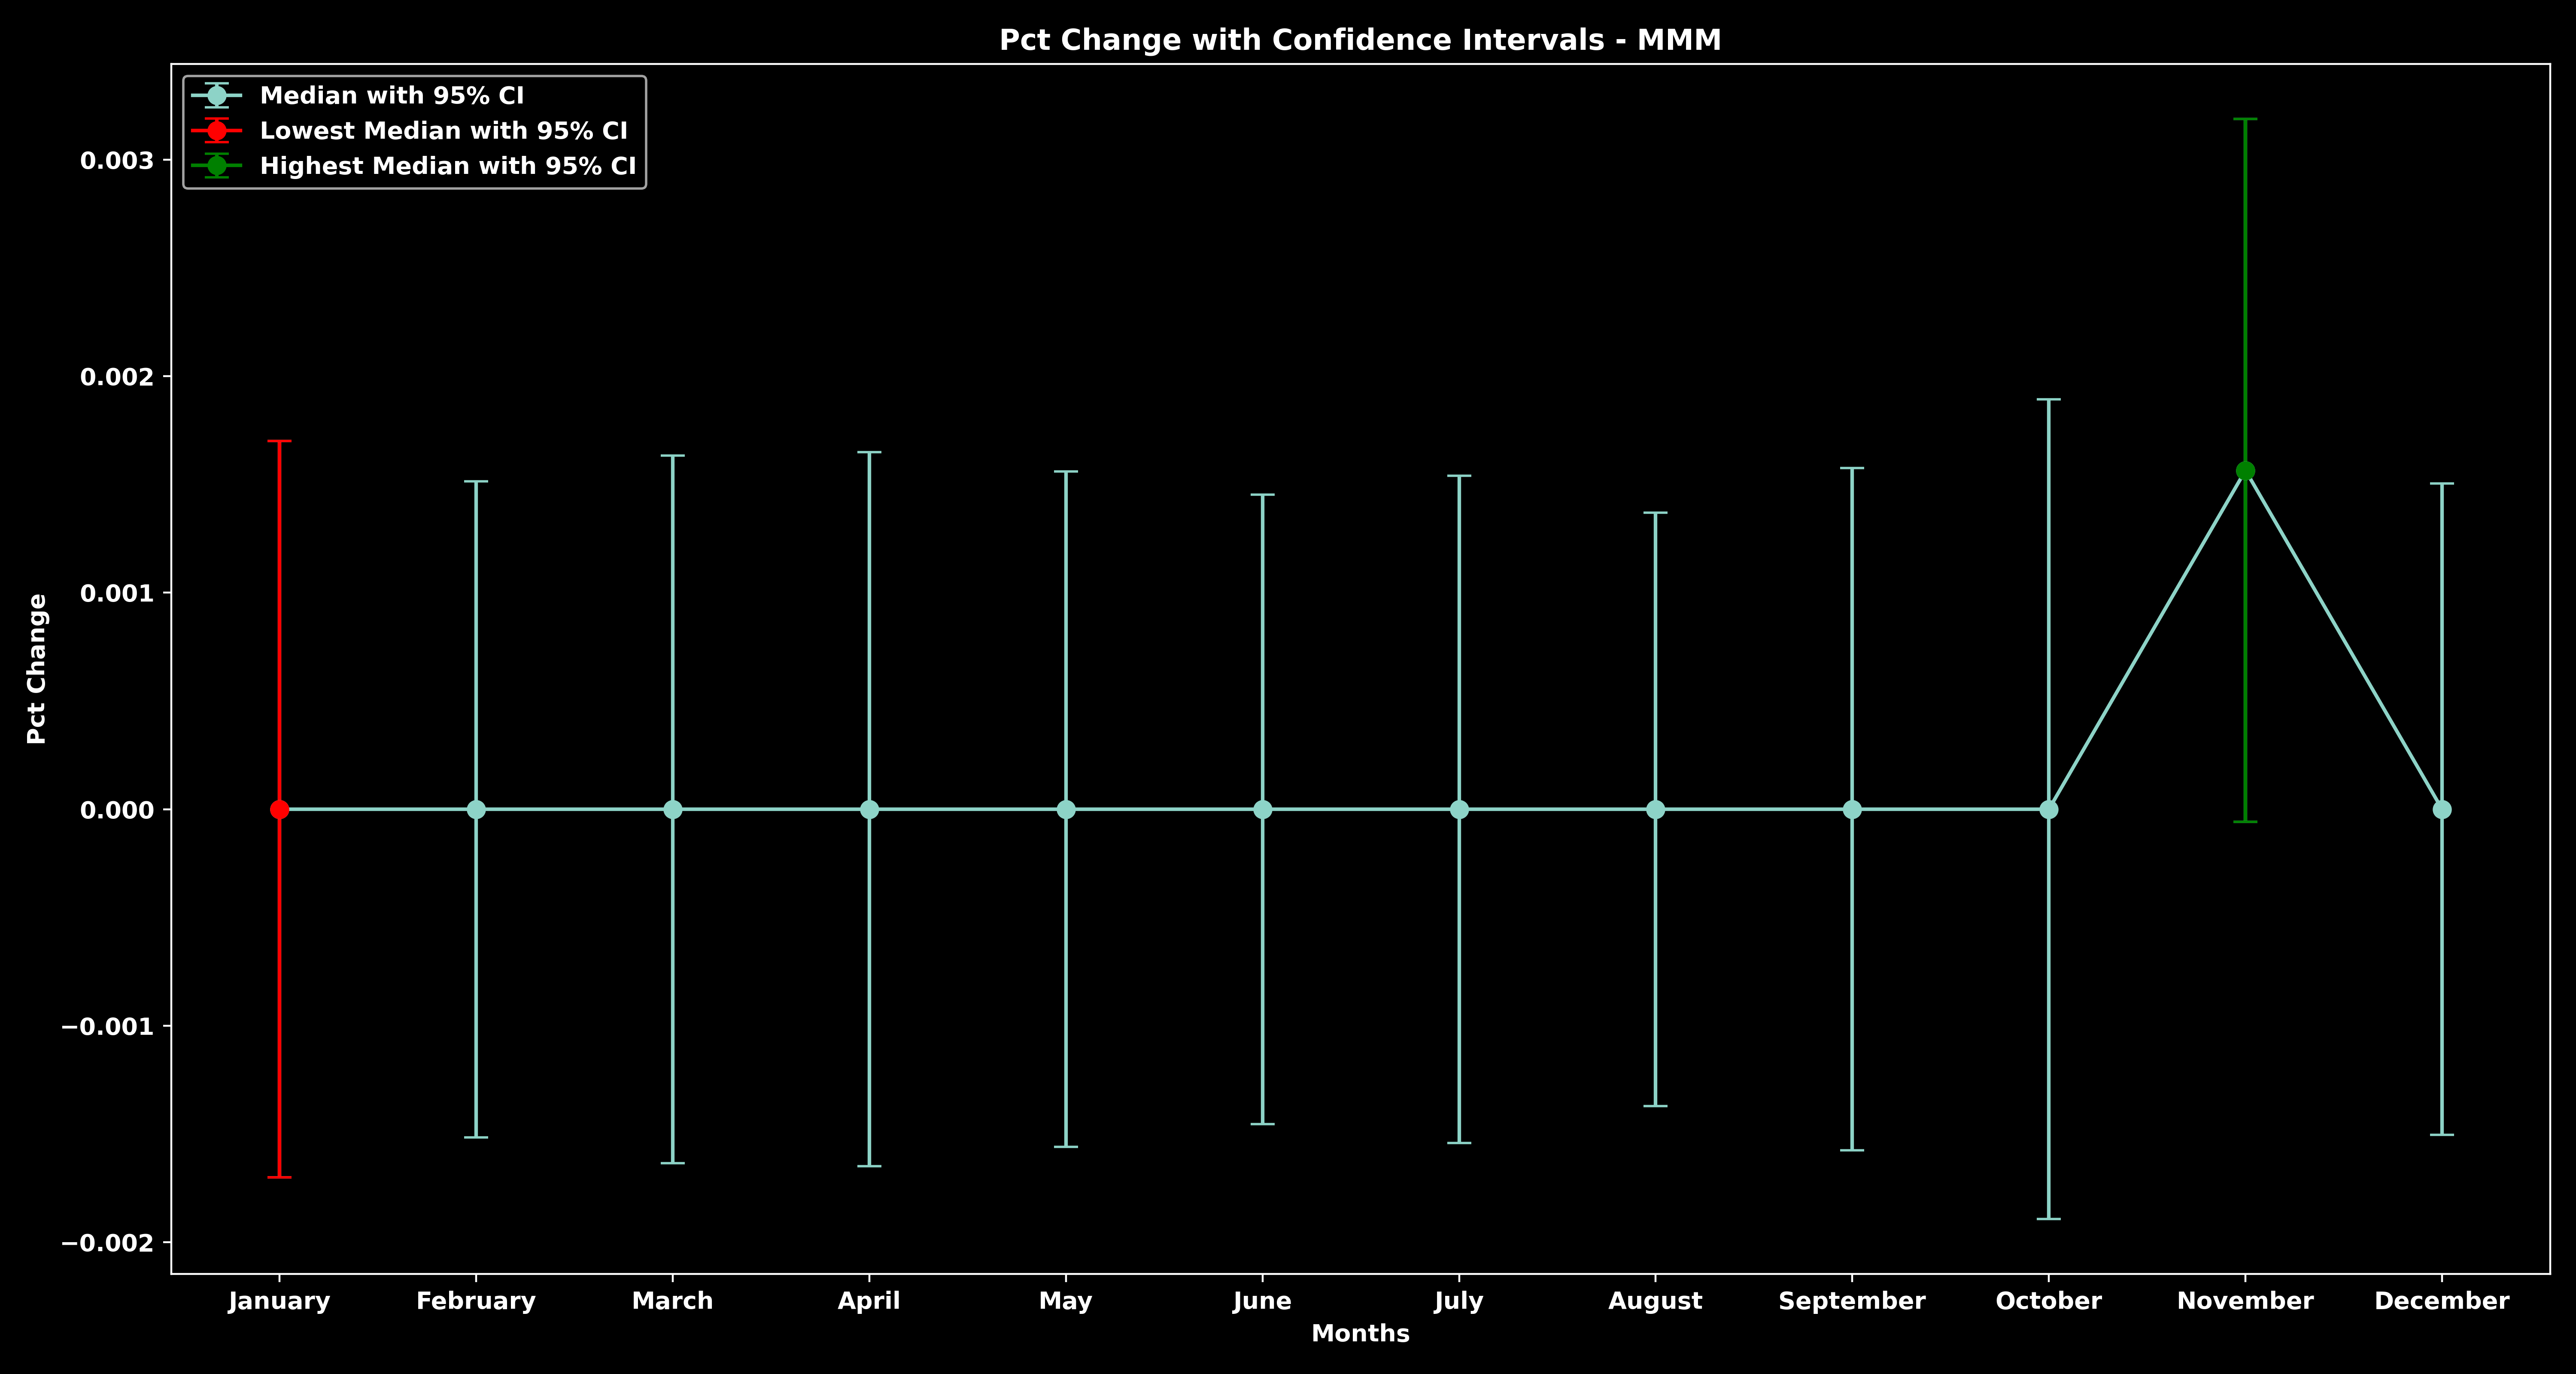 Pct Change with Confidence Intervals - MMM
Median with 95% CI
Lowest Median with 95% CI
Highest Median with 95% CI
0.003
0.002
0.001
0.000
−0.001
−0.002
Pct Change
January February March April May June July August September October November December
Months